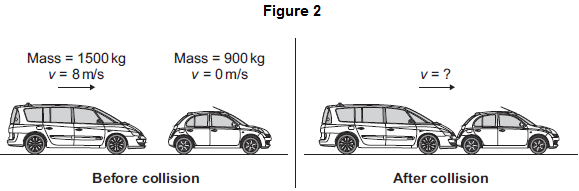 Figure 2
Mass = 1500 kg
v = 8 m/s
Mass = 900 kg
v = 0 m/s
v = ?
Before collision
After collision